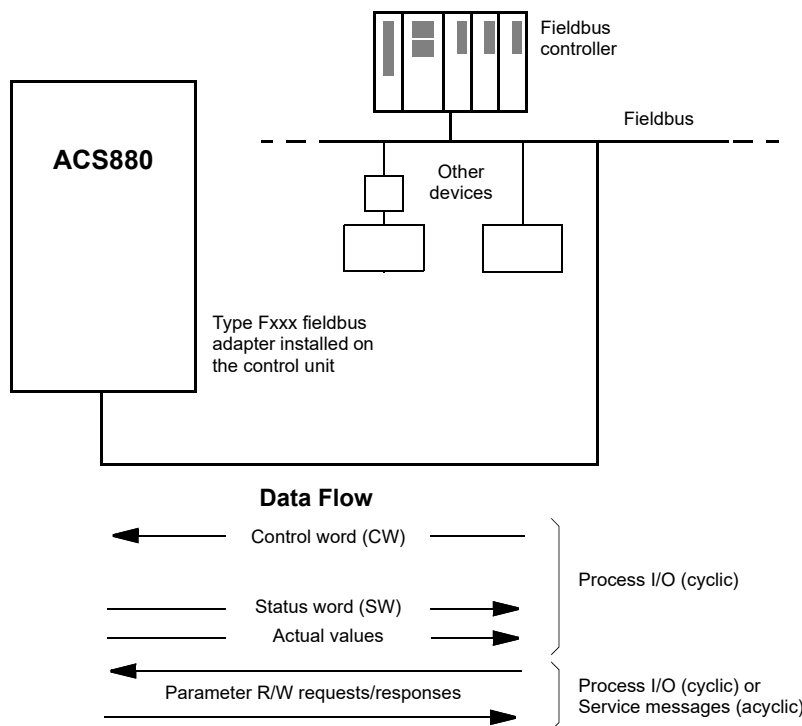 Fieldbus
controller
Fieldbus
ACS880
Other
devices
Type Fxxx fieldbus
adapter installed on
the control unit
Data Flow
Control word (CW)
Process I/O (cyclic)
Status word (SW)
Actual values
Parameter R/W requests/responses
Process I/O (cyclic) or
Service messages (acyclic)